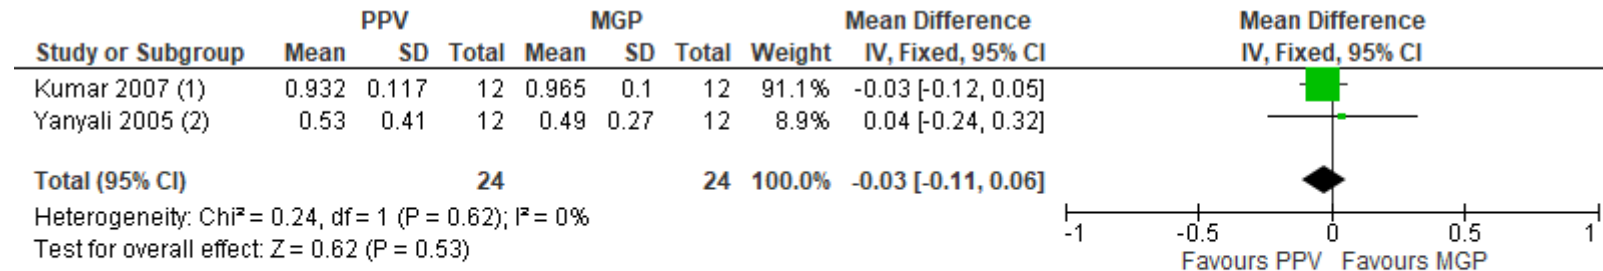 PPV MGP Mean Difference Mean Difference
Study or Subgroup Mean SD Total Mean SD Total Weight IV, Fixed, 95% CI IV, Fixed, 95% CI
Kumar 2007 (1) 0.932 0.117 12 0.965 0.1 12 91.1% -0.03 [-0.12, 0.05]
Yanyali 2005 (2) 0.53 0.41 12 0.49 0.27 12 8.9% 0.04 [-0.24, 0.32]
Total (95% CI) 24 24 100.0% -0.03 [-0.11, 0.06]
Heterogeneity: Chi² = 0.24, df = 1 (P = 0.62); I² = 0%
Test for overall effect: Z = 0.62 (P = 0.53)
-1 -0.5 0 0.5 1
Favours PPV Favours MGP